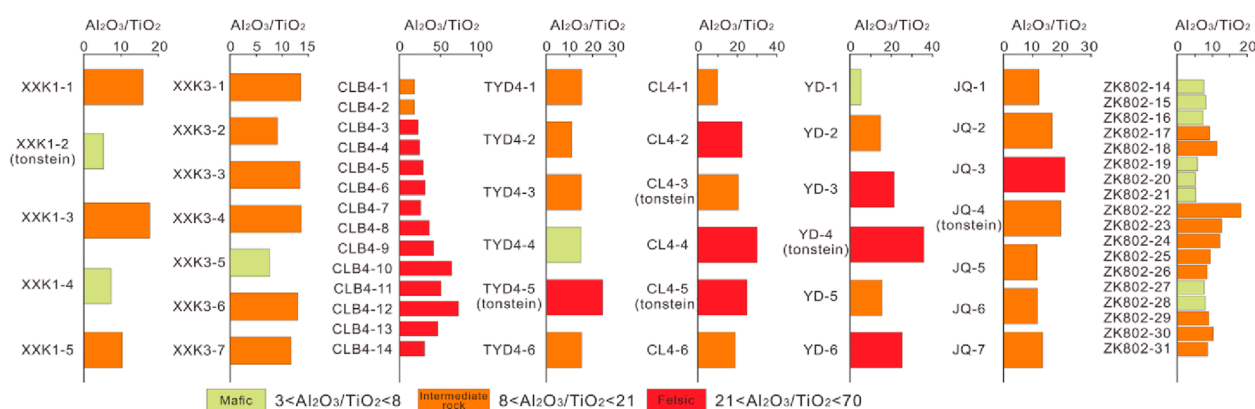 Al₂O₃/TiO₂
0 10 20
XXK1-1
XXK1-2
(tonstein)
XXK1-3
XXK1-4
XXK1-5
Al₂O₃/TiO₂
0 5 10 15
XXK3-1
XXK3-2
XXK3-3
XXK3-4
XXK3-5
XXK3-6
XXK3-7
Al₂O₃/TiO₂
0 50 100
CLB4-1
CLB4-2
CLB4-3
CLB4-4
CLB4-5
CLB4-6
CLB4-7
CLB4-8
CLB4-9
CLB4-10
CLB4-11
CLB4-12
CLB4-13
CLB4-14
Al₂O₃/TiO₂
0 10 20 30
TYD4-1
TYD4-2
TYD4-3
TYD4-4
TYD4-5
(tonstein)
TYD4-6
Al₂O₃/TiO₂
0 20 40
CL4-1
CL4-2
CL4-3
(tonstein
CL4-4
CL4-5
(tonstein
CL4-6
Al₂O₃/TiO₂
0 20 40
YD-1
YD-2
YD-3
YD-4
(tonstein)
YD-5
YD-6
Al₂O₃/TiO₂
0 10 20 30
JQ-1
JQ-2
JQ-3
JQ-4
(tonstein)
JQ-5
JQ-6
JQ-7
Al₂O₃/TiO₂
0 10 20
ZK802-14
ZK802-15
ZK802-16
ZK802-17
ZK802-18
ZK802-19
ZK802-20
ZK802-21
ZK802-22
ZK802-23
ZK802-24
ZK802-25
ZK802-26
ZK802-27
ZK802-28
ZK802-29
ZK802-30
ZK802-31
Mafic 3<Al₂O₃/TiO₂<8
Intermediate
rock 8<Al₂O₃/TiO₂<21
Felsic 21<Al₂O₃/TiO₂<70